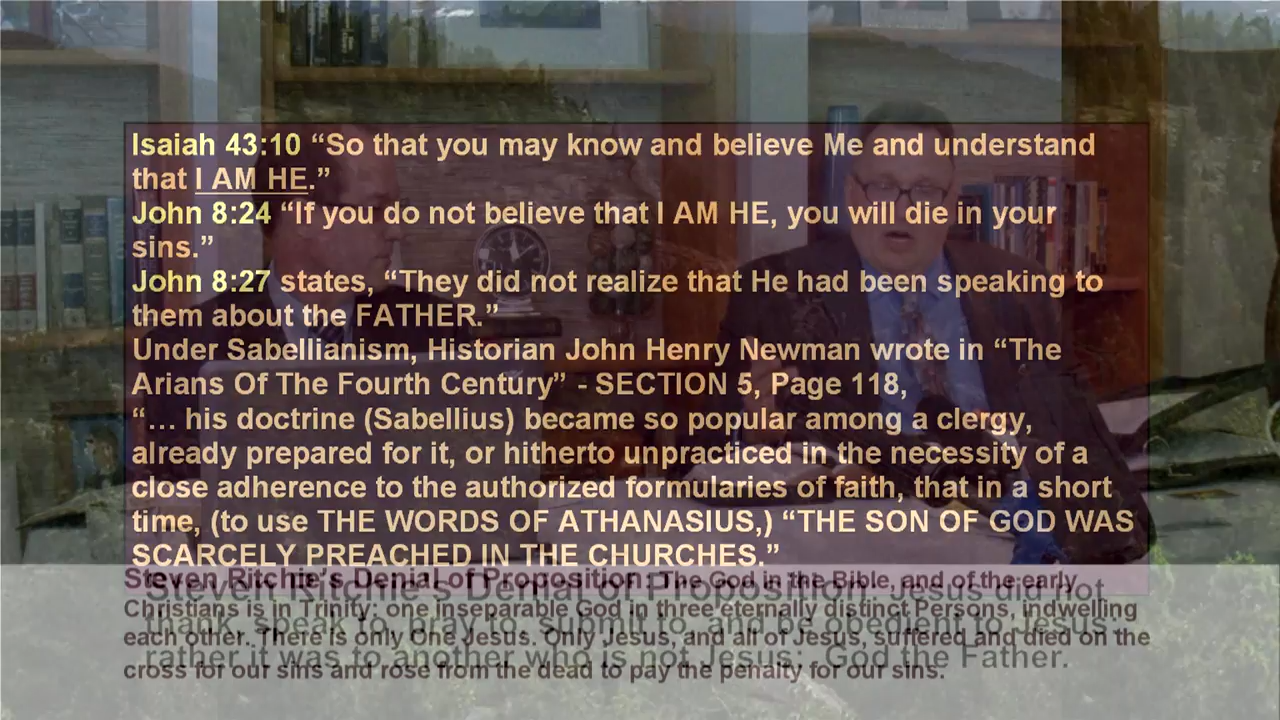 Isaiah 43:10 “So that you may know and believe Me and understand
that I AM HE.”
John 8:24 “If you do not believe that I AM HE, you will die in your
sins.”
John 8:27 states, “They did not realize that He had been speaking to
them about the FATHER.”
Under Sabellianism, Historian John Henry Newman wrote in “The
Arians Of The Fourth Century” - SECTION 5, Page 118,
“… his doctrine (Sabellius) became so popular among a clergy,
already prepared for it, or hitherto unpracticed in the necessity of a
close adherence to the authorized formularies of faith, that in a short
time, (to use THE WORDS OF ATHANASIUS,) “THE SON OF GOD WAS
SCARCELY PREACHED IN THE CHURCHES.”
Steven Ritchie's Denial of Proposition: The God in the Bible, and of the early
Christians is in Trinity: one inseparable God in three eternally distinct Persons, indwelling
each other. There is only One Jesus. Only Jesus, and all of Jesus, suffered and died on the
cross for our sins and rose from the dead to pay the penalty for our sins.
Steven Ritchie's Denial of Proposition: Jesus did not
thank, speak to, pray to, submit to, and be obedient to Jesus;
rather it was to another who is not Jesus: God the Father.